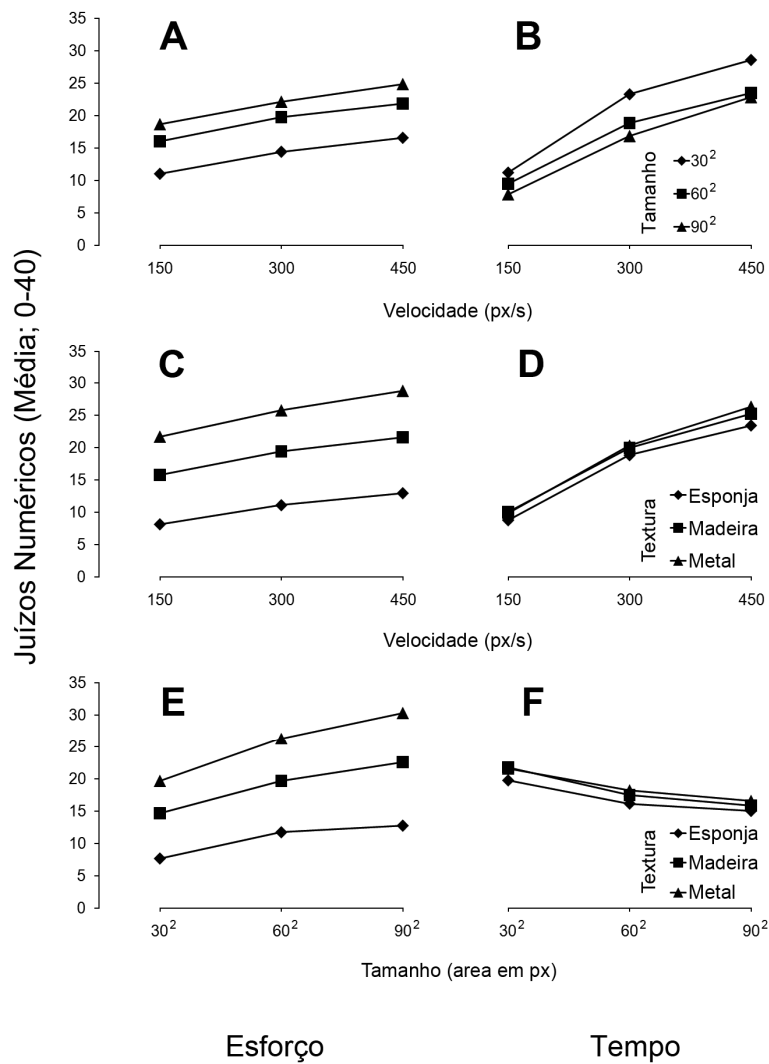 Juízos Numéricos (Média; 0-40)
A
B
35
30
25
20
15
10
5
0
150 300 450
150 300 450
Tamanho
30²
60²
90²
Velocidade (px/s)
C
D
35
30
25
20
15
10
5
0
150 300 450
150 300 450
Textura
Esponja
Madeira
Metal
Velocidade (px/s)
E
F
35
30
25
20
15
10
5
0
30² 60² 90²
30² 60² 90²
Textura
Esponja
Madeira
Metal
Tamanho (area em px)
Esforço
Tempo